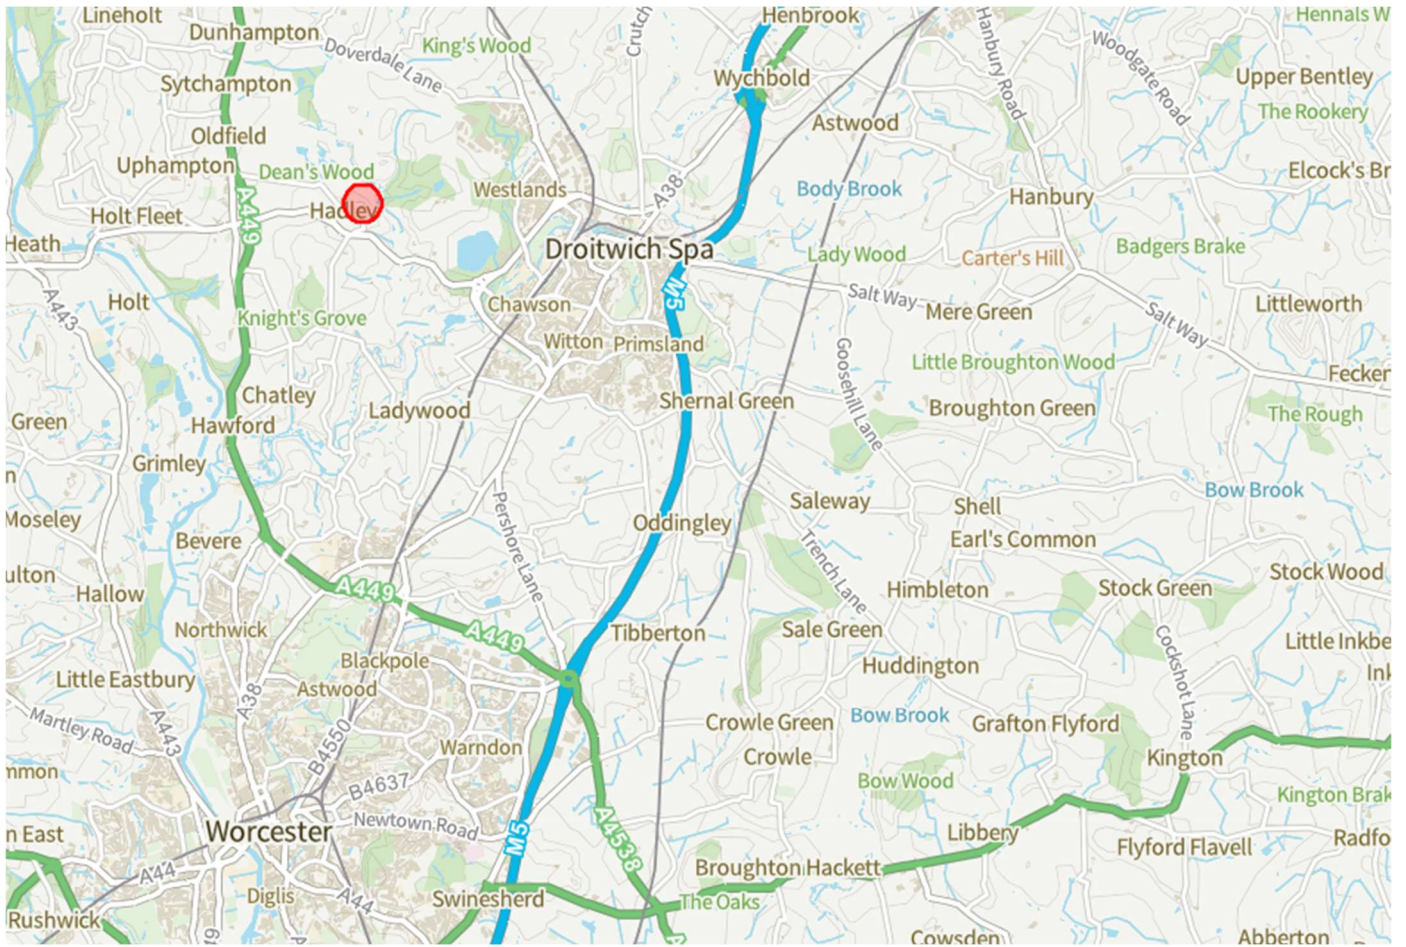 Lineholt
Dunhampton
Doverdale Lane
King's Wood
Crutch
Henbrook
Hanbury Road
Woodgate Road
Hennals W
Sytchampton
Wychbold
Upper Bentley
The Rookery
Oldfield
Astwood
Uphampton
Dean's Wood
Westlands
A38
Body Brook
Hanbury
Elcock's Br
Holt Fleet
A449
Hadley
Heath
Droitwich Spa
Lady Wood
Carter's Hill
Badgers Brake
A443
Holt
Knight's Grove
Chawson
M5
Salt Way
Mere Green
Salt Way
Littleworth
Witton
Primsland
Goosehill Lane
Little Broughton Wood
Fecker
Chatley
Ladywood
Shernal Green
Broughton Green
The Rough
Green
Hawford
Grimley
n
Pershore Lane
Saleway
Shell
Bow Brook
Moseley
Bevere
Oddingley
Trench Lane
Earl's Common
ulton
Hallow
A449
Himbleton
Stock Green
Stock Wood
Northwick
A449
Tibberton
Sale Green
Cockshot Lane
Little Inkbe
Blackpole
Huddington
Ink
Little Eastbury
Astwood
A38
Martley Road
A443
B4550
Warndon
Crowle Green
Bow Brook
Grafton Flyford
Crowle
Kington
mmon
B4637
Bow Wood
Kington Brak
n East
Worcester
Newtown Road
M5
A4538
Libbery
Flyford Flavell
Radfo
A44
Broughton Hackett
Diglis
A44
Swinesherd
The Oaks
Rushwick
49
A
A
Cowsden
Abberton